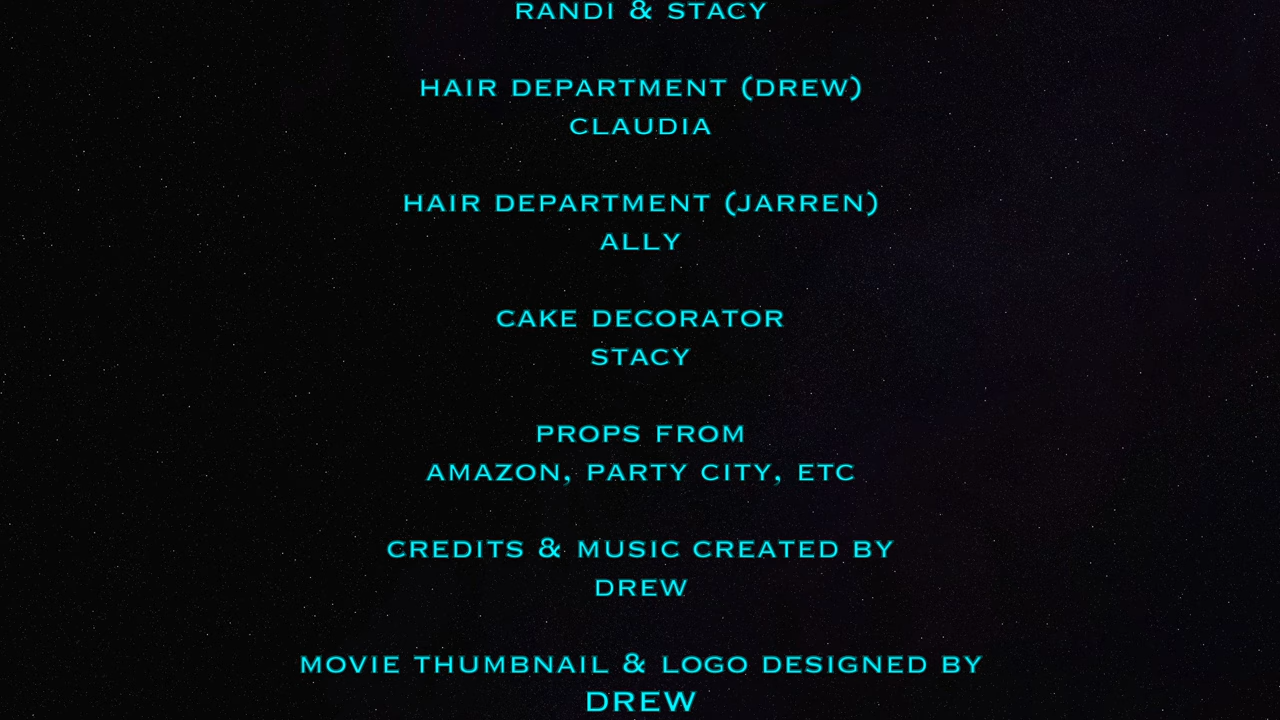 RANDI & STACY
HAIR DEPARTMENT (DREW)
CLAUDIA
HAIR DEPARTMENT (JARREN)
ALLY
CAKE DECORATOR
STACY
PROPS FROM
AMAZON, PARTY CITY, ETC
CREDITS & MUSIC CREATED BY
DREW
MOVIE THUMBNAIL & LOGO DESIGNED BY
DREW